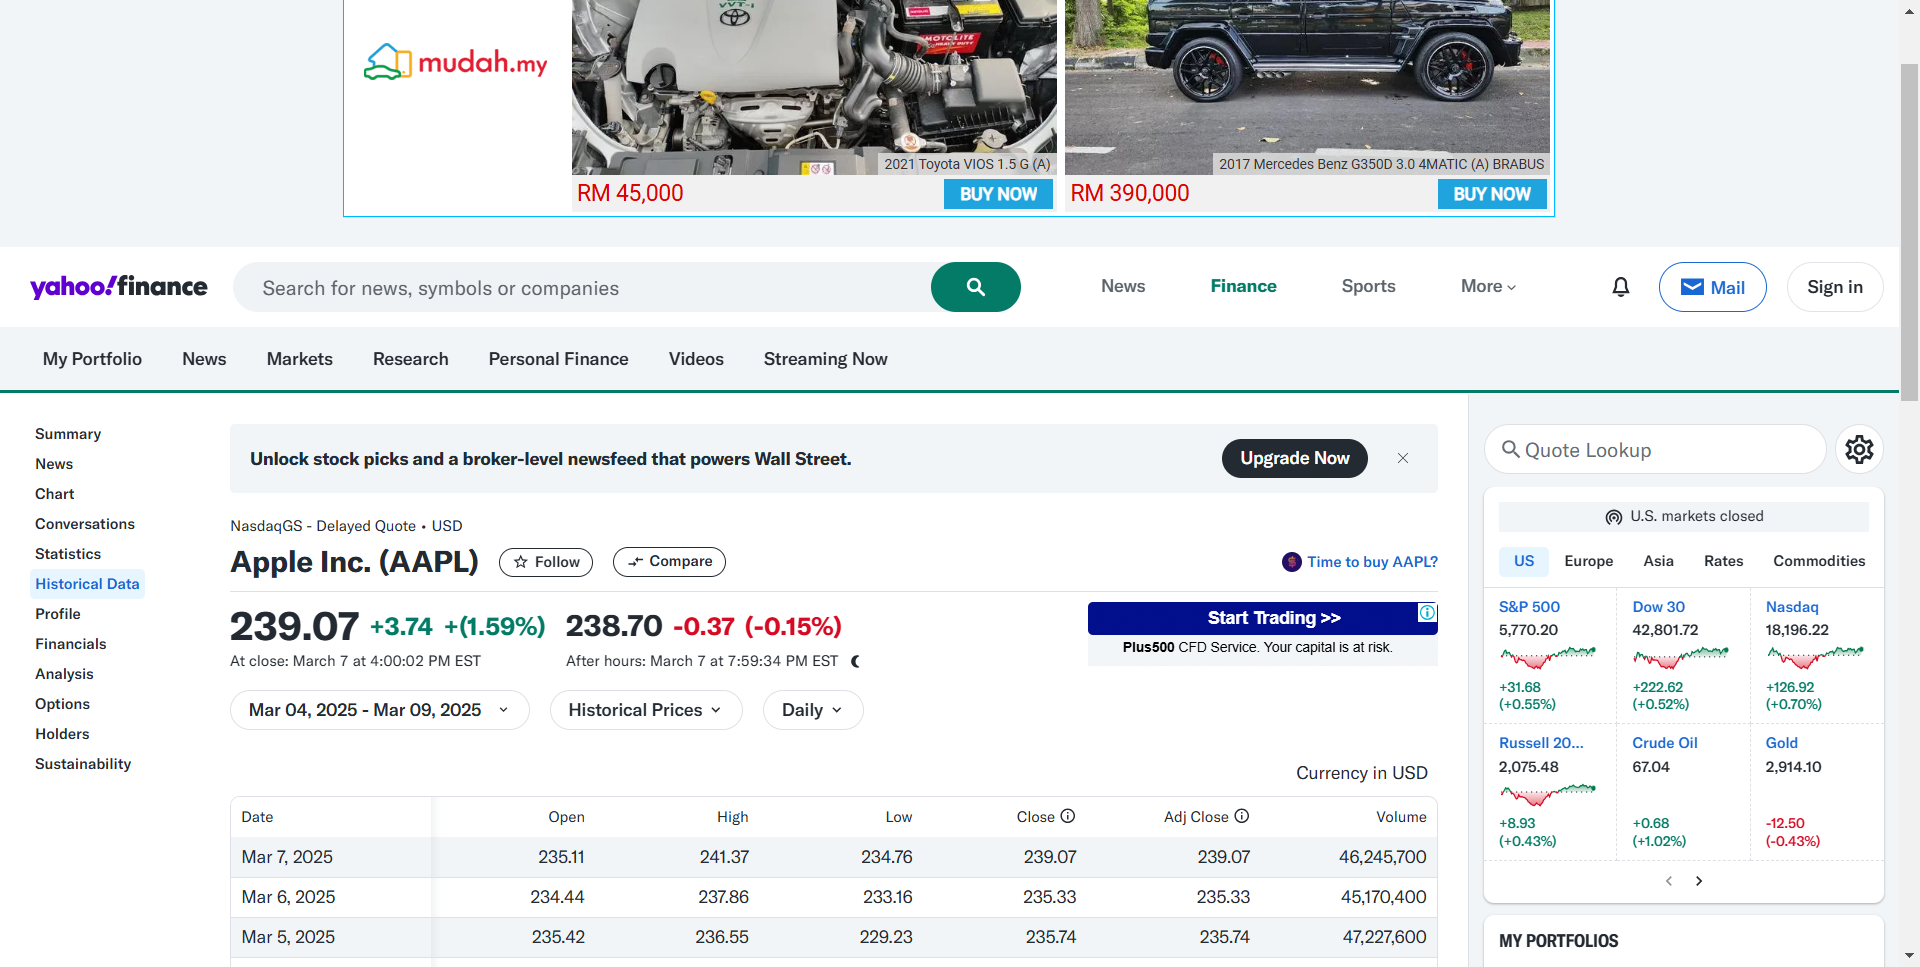 VVT-i
MOTOLITE
HEAVY DUTY
mudah.my
2021 Toyota VIOS 1.5 G (A)
2017 Mercedes Benz G350D 3.0 4MATIC (A) BRABUS
RM 45,000
BUY NOW
RM 390,000
BUY NOW
yahoo!finance
Search for news, symbols or companies
News
Finance
Sports
More
Mail
Sign in
My Portfolio
News
Markets
Research
Personal Finance
Videos
Streaming Now
Summary
News
Chart
Conversations
Statistics
Historical Data
Profile
Financials
Analysis
Options
Holders
Sustainability
Unlock stock picks and a broker-level newsfeed that powers Wall Street.
Upgrade Now
NasdaqGS - Delayed Quote • USD
Apple Inc. (AAPL)
Follow
Compare
Time to buy AAPL?
239.07 +3.74 +(1.59%)
At close: March 7 at 4:00:02 PM EST
238.70 -0.37 (-0.15%)
After hours: March 7 at 7:59:34 PM EST
Start Trading >>
Plus500 CFD Service. Your capital is at risk.
Mar 04, 2025 - Mar 09, 2025
Historical Prices
Daily
Currency in USD
Date Open High Low Close Adj Close Volume
Mar 7, 2025 235.11 241.37 234.76 239.07 239.07 46,245,700
Mar 6, 2025 234.44 237.86 233.16 235.33 235.33 45,170,400
Mar 5, 2025 235.42 236.55 229.23 235.74 235.74 47,227,600
Quote Lookup
U.S. markets closed
US
Europe
Asia
Rates
Commodities
S&P 500
5,770.20
+31.68
(+0.55%)
Dow 30
42,801.72
+222.62
(+0.52%)
Nasdaq
18,196.22
+126.92
(+0.70%)
Russell 20...
2,075.48
+8.93
(+0.43%)
Crude Oil
67.04
+0.68
(+1.02%)
Gold
2,914.10
-12.50
(-0.43%)
MY PORTFOLIOS